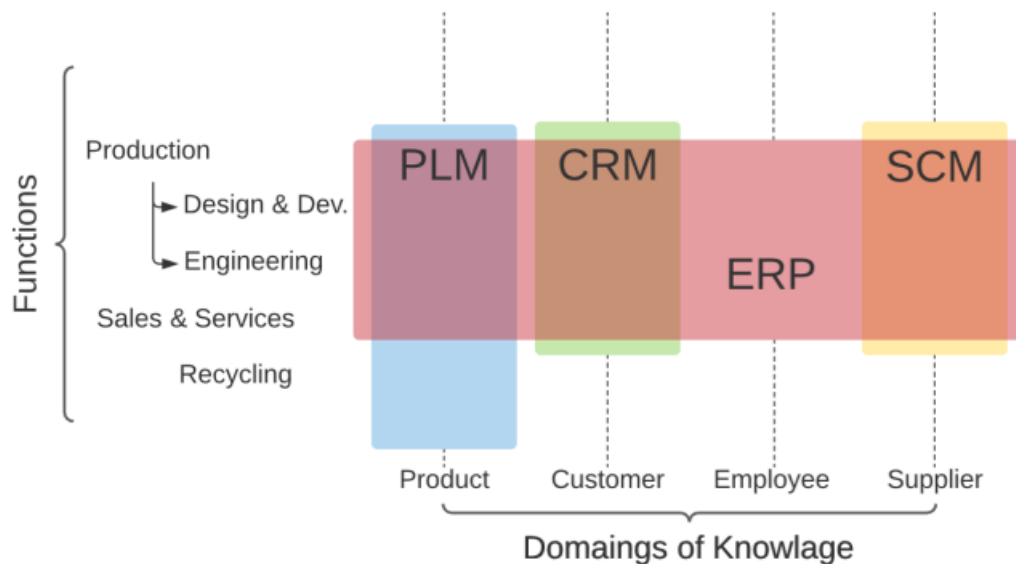 Functions
Production
Design & Dev.
Engineering
Sales & Services
Recycling
PLM
CRM
SCM
ERP
Product
Customer
Employee
Supplier
Domaings of Knowlage